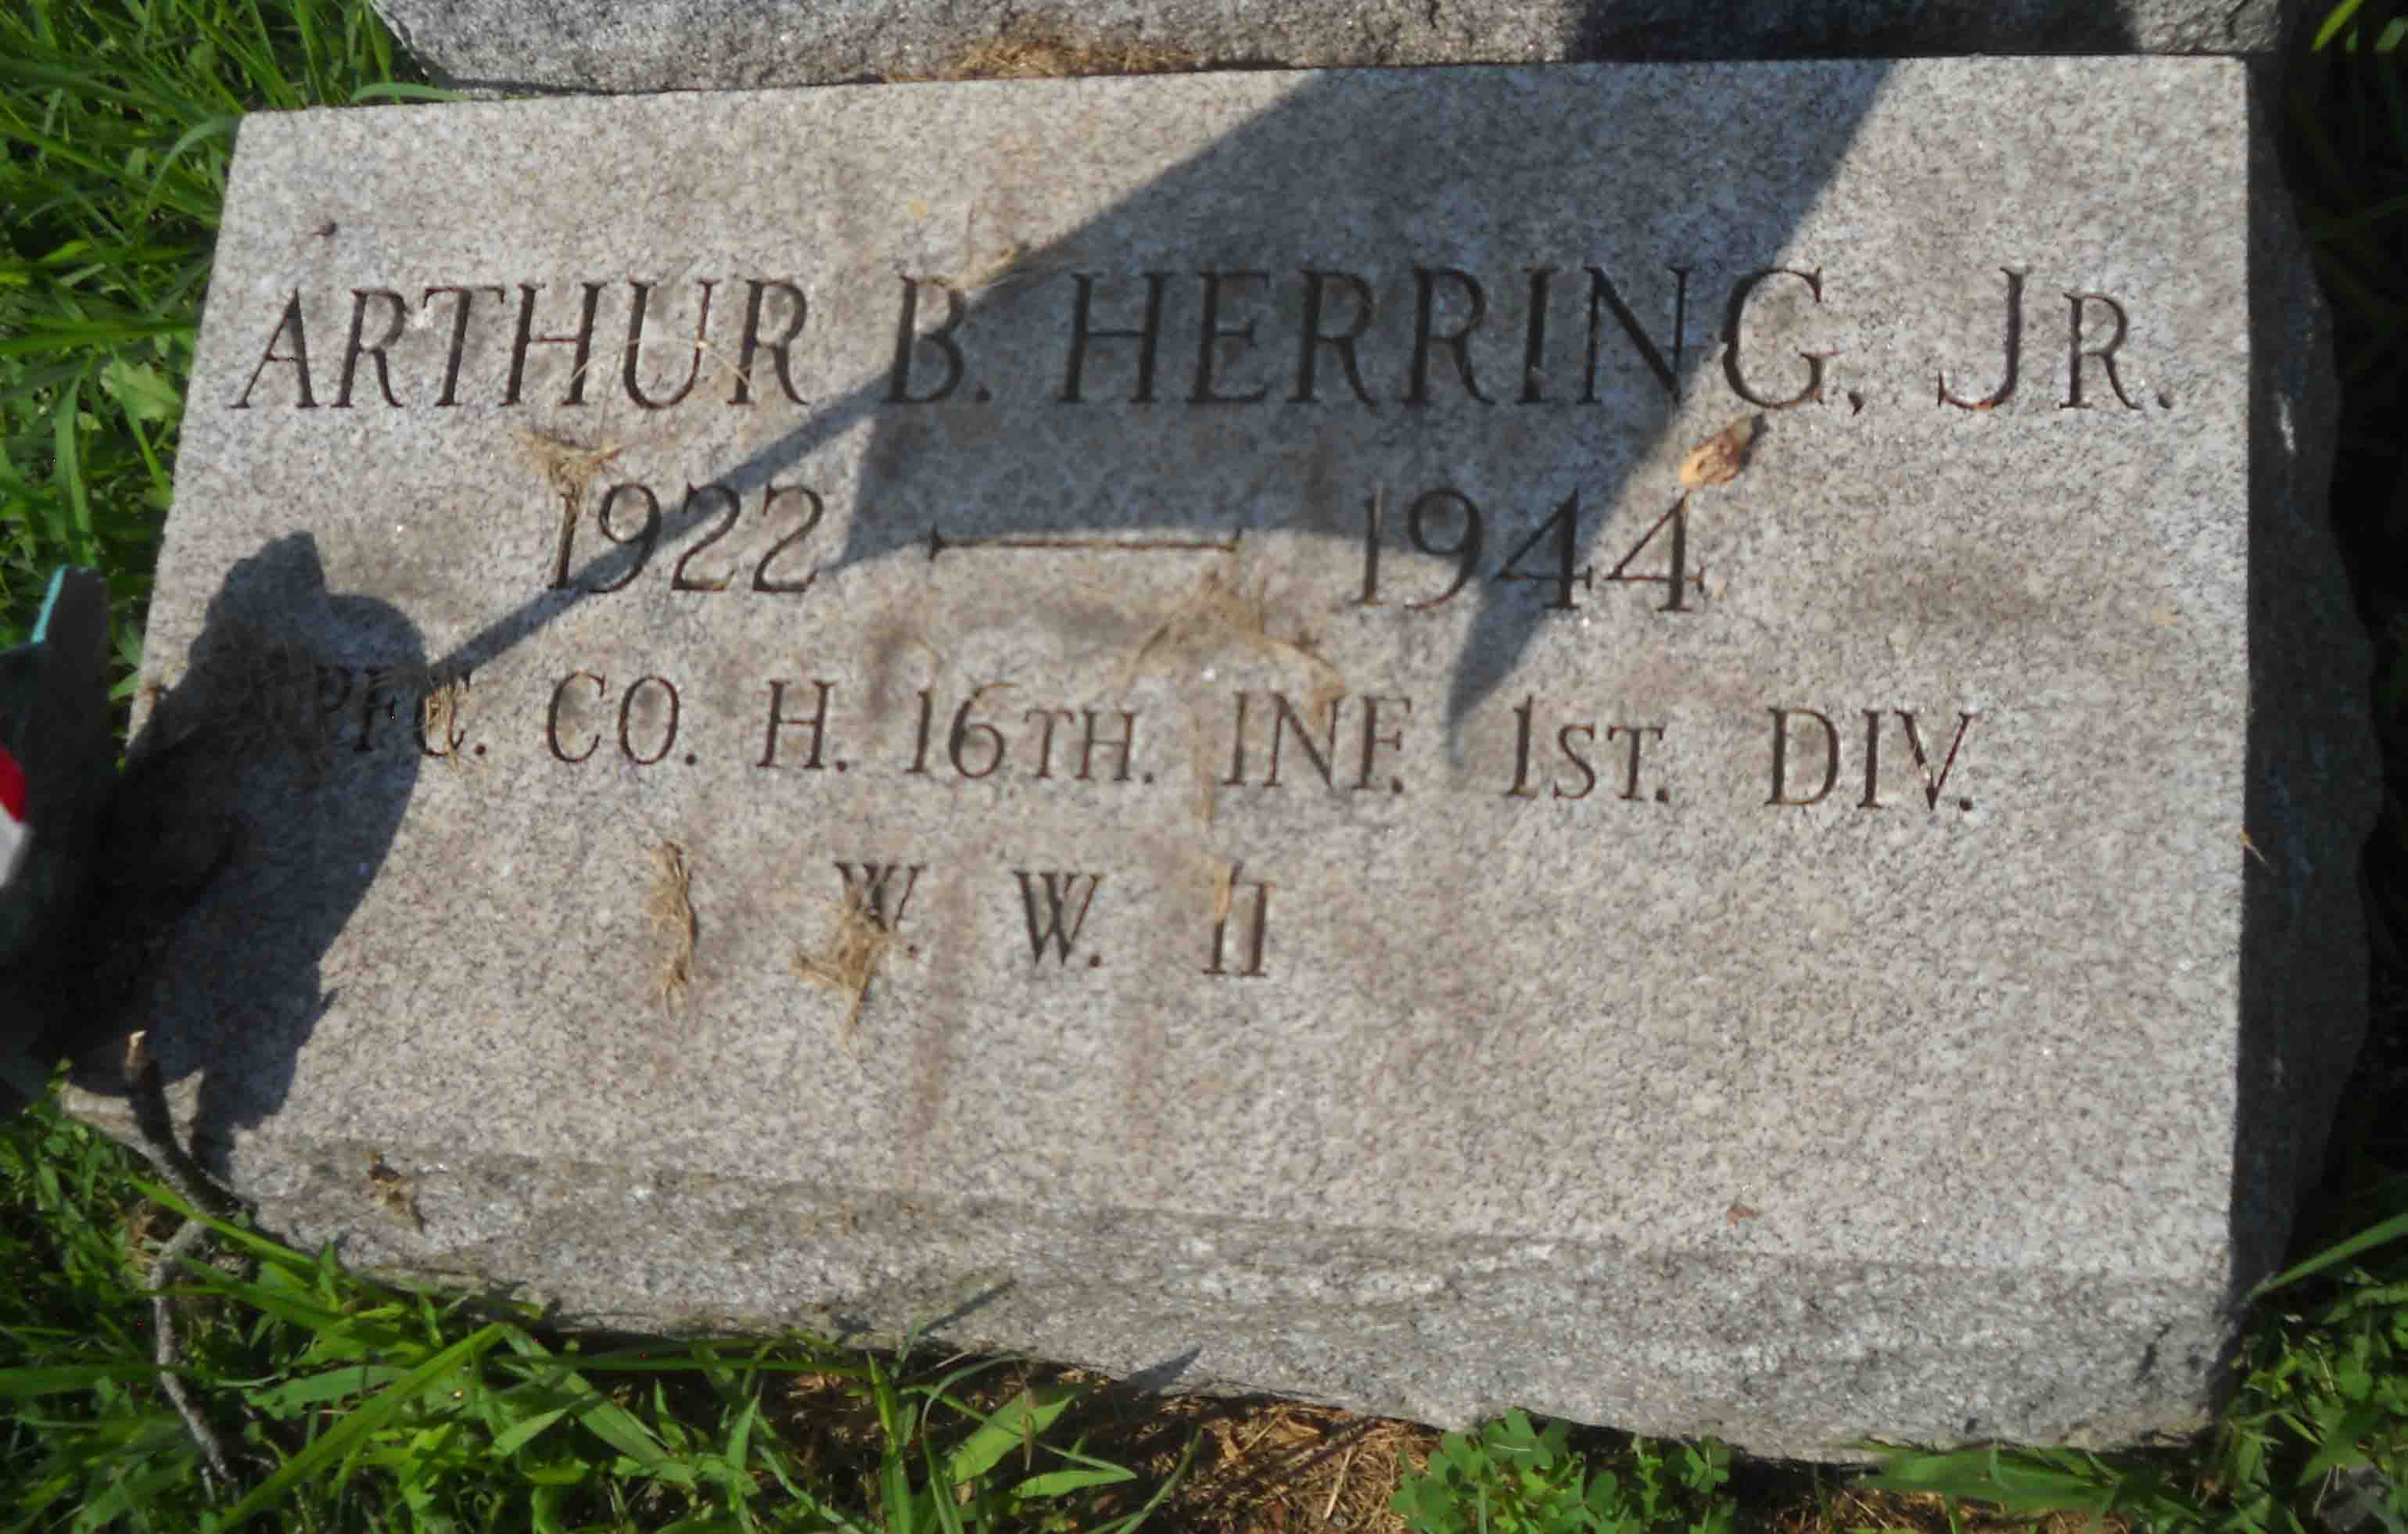 ARTHUR B. HERRING, JR.
1922 — 1944
PFC. CO. H. 16TH. INF. 1ST. DIV.
W. W. II